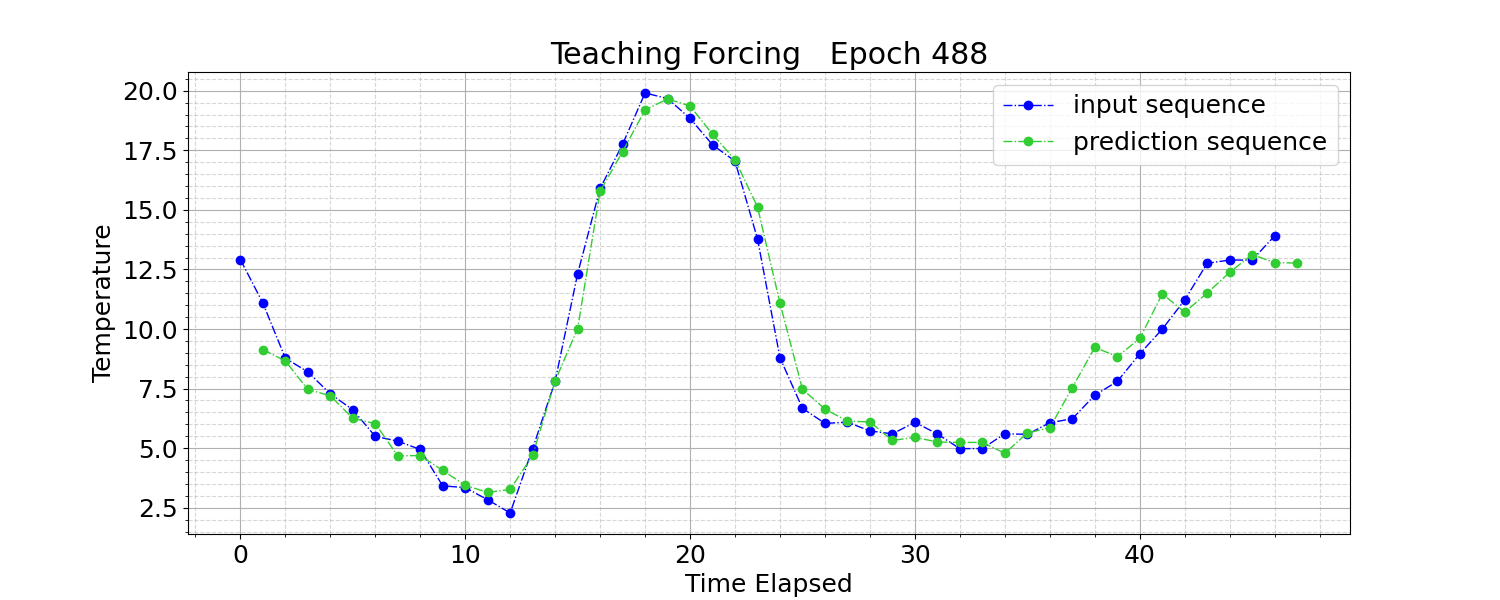 Teaching Forcing   Epoch 488
input sequence
prediction sequence
Temperature
20.0
17.5
15.0
12.5
10.0
7.5
5.0
2.5
0 10 20 30 40
Time Elapsed